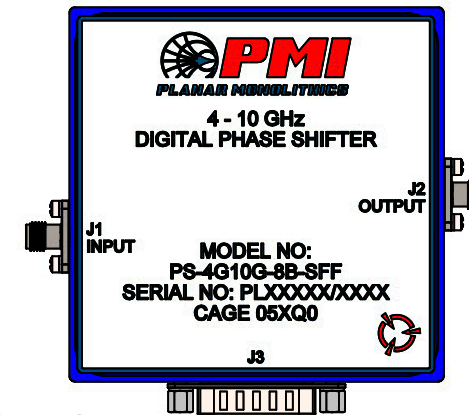 PMI
PLANAR MONOLITHICS
4 - 10 GHz
DIGITAL PHASE SHIFTER
J2
OUTPUT
J1
INPUT
MODEL NO:
PS-4G10G-8B-SFF
SERIAL NO: PLXXXXX/XXXX
CAGE 05XQ0
J3